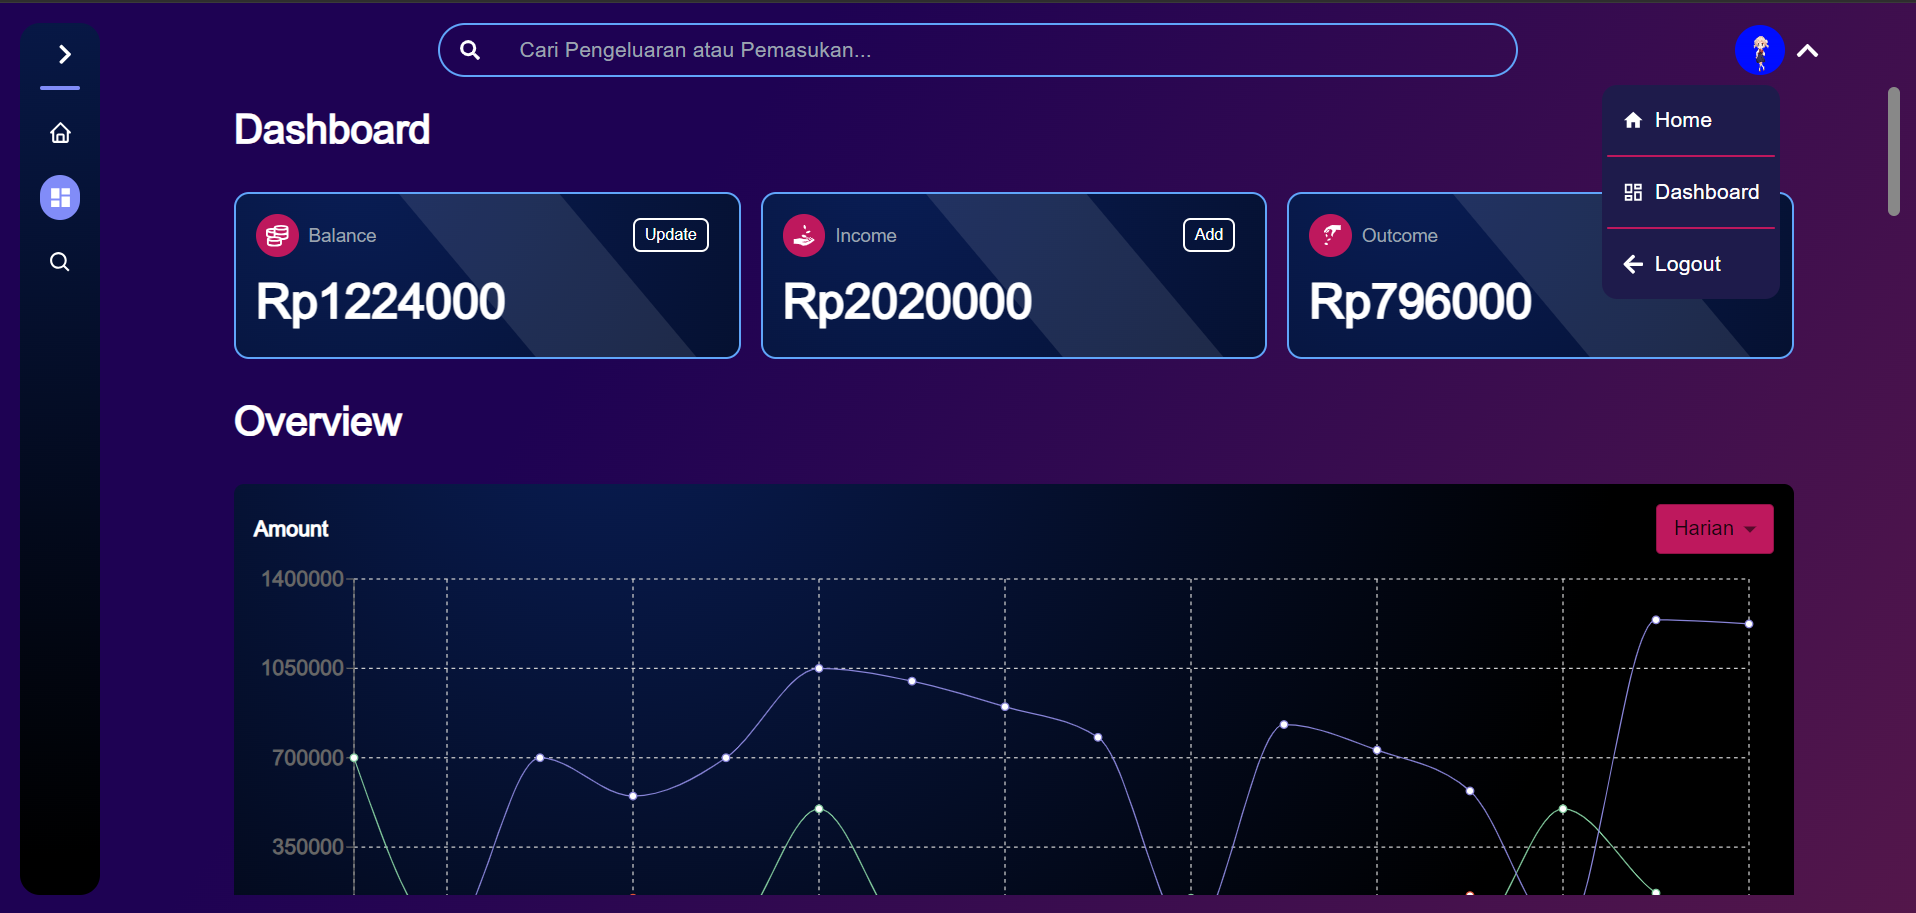 Cari Pengeluaran atau Pemasukan...
Home
Dashboard
Logout
Dashboard
Balance
Update
Rp1224000
Income
Add
Rp2020000
Outcome
Rp796000
Overview
Amount
Harian
1400000
1050000
700000
350000